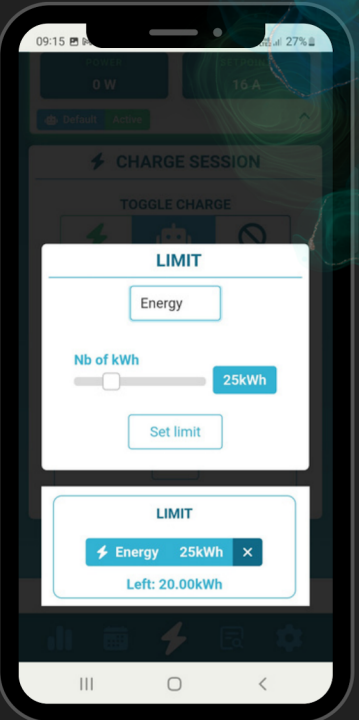 09:15
27%
POWER
0 W
16 A
Default Active
CHARGE SESSION
TOGGLE CHARGE
LIMIT
Energy
Nb of kWh
25kWh
Set limit
LIMIT
Energy 25kWh ×
Left: 20.00kWh